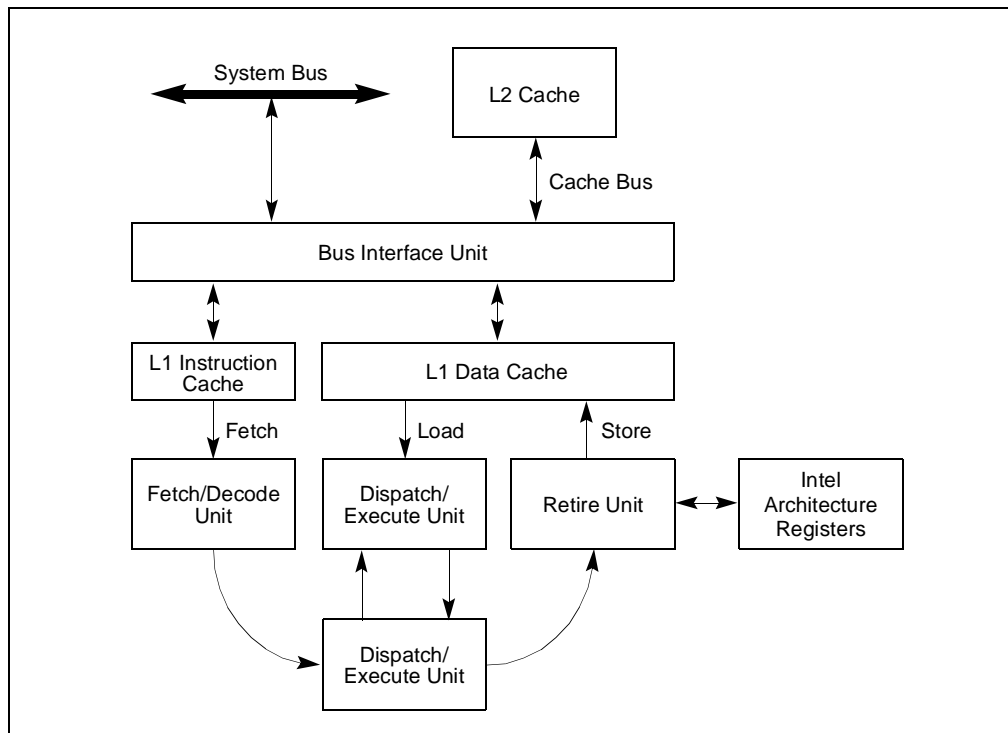 System Bus
L2 Cache
Cache Bus
Bus Interface Unit
L1 Instruction
Cache
L1 Data Cache
Fetch
Load
Store
Fetch/Decode
Unit
Dispatch/
Execute Unit
Retire Unit
Intel
Architecture
Registers
Dispatch/
Execute Unit